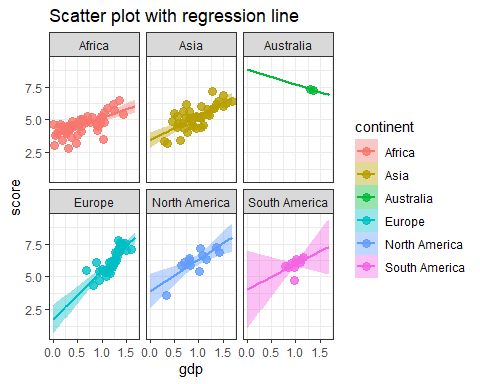 Scatter plot with regression line
Africa
Asia
Australia
7.5
5.0
2.5
Europe
North America
South America
7.5
5.0
2.5
0.0 0.5 1.0 1.5
0.0 0.5 1.0 1.5
0.0 0.5 1.0 1.5
gdp
score
continent
Africa
Asia
Australia
Europe
North America
South America